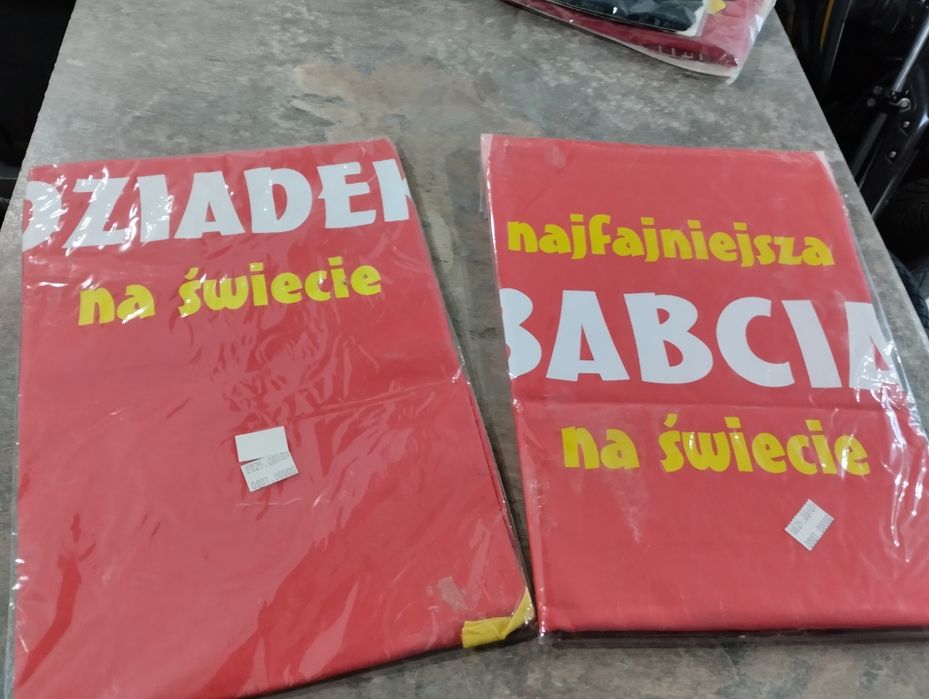 DZIADEK
na świecie
najfajniejsza
BABCIA
na świecie